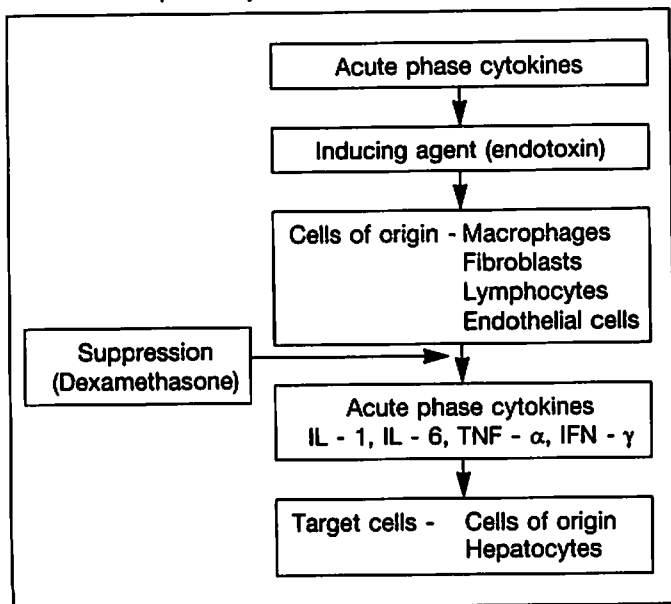 Acute phase cytokines
Inducing agent (endotoxin)
Cells of origin - Macrophages
Fibroblasts
Lymphocytes
Endothelial cells
Suppression
(Dexamethasone)
Acute phase cytokines
IL - 1, IL - 6, TNF - α, IFN - γ
Target cells - Cells of origin
Hepatocytes